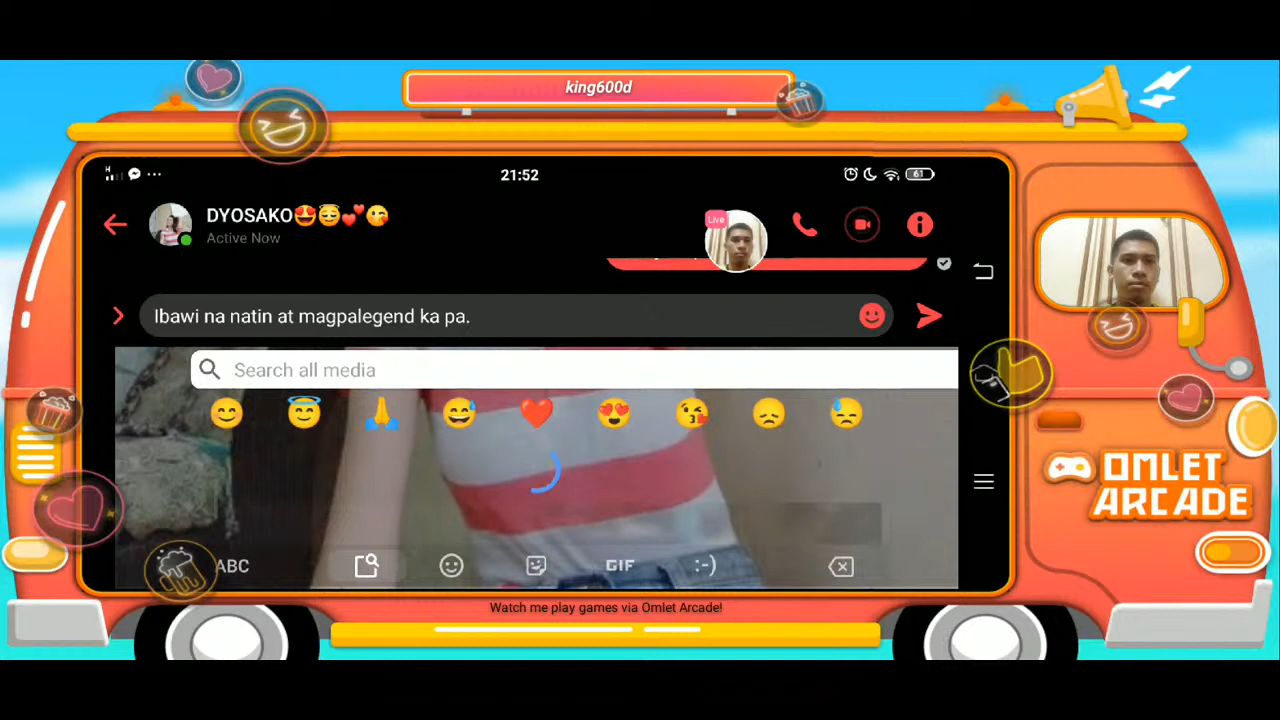 king600d
H
21:52
61
DYOSAKO😍😇💕😘
Active Now
Live
Ibawi na natin at magpalegend ka pa.
Search all media
ABC
GIF
:-)
OMLET
ARCADE
Watch me play games via Omlet Arcade!